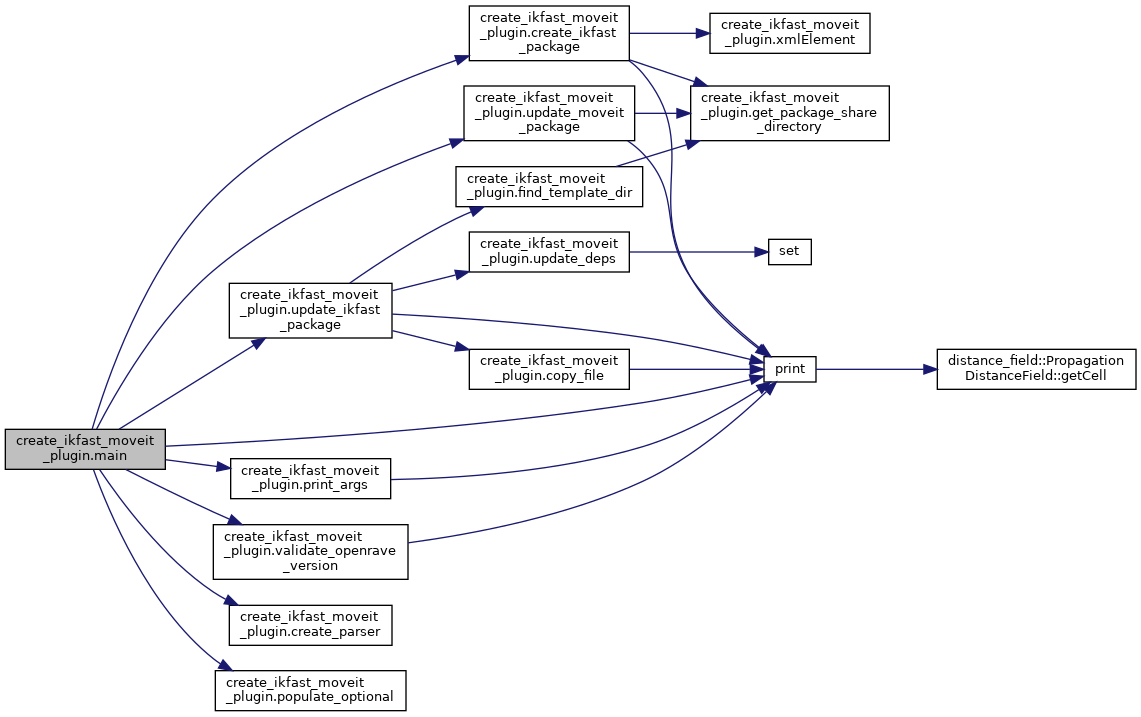 create_ikfast_moveit
_plugin.create_ikfast
_package
create_ikfast_moveit
_plugin.xmlElement
create_ikfast_moveit
_plugin.update_moveit
_package
create_ikfast_moveit
_plugin.get_package_share
_directory
create_ikfast_moveit
_plugin.find_template_dir
create_ikfast_moveit
_plugin.update_deps
set
create_ikfast_moveit
_plugin.update_ikfast
_package
create_ikfast_moveit
_plugin.copy_file
print
distance_field::Propagation
DistanceField::getCell
create_ikfast_moveit
_plugin.main
create_ikfast_moveit
_plugin.print_args
create_ikfast_moveit
_plugin.validate_openrave
_version
create_ikfast_moveit
_plugin.create_parser
create_ikfast_moveit
_plugin.populate_optional